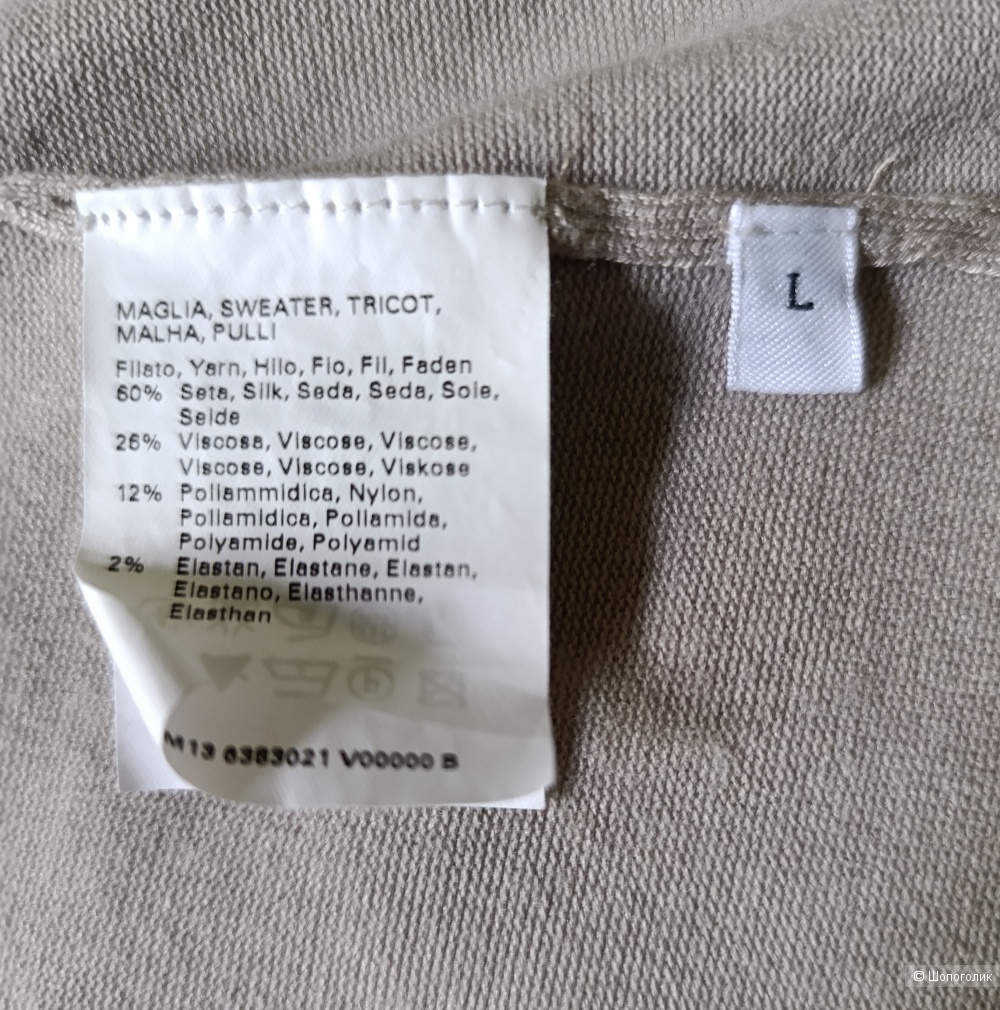 MAGLIA, SWEATER, TRICOT,
MALHA, PULLI
Filato, Yarn, Hilo, Fio, Fil, Faden
60% Seta, Silk, Seda, Seda, Soie,
Seide
26% Viscosa, Viscose, Viscose,
Viscose, Viscose, Viskose
12% Poliammidica, Nylon,
Poliamidica, Poliamida,
Polyamide, Polyamid
2% Elastan, Elastane, Elastan,
Elastano, Elasthanne,
Elasthan
M13 6383021 V00000 B
L
© Шопоголик